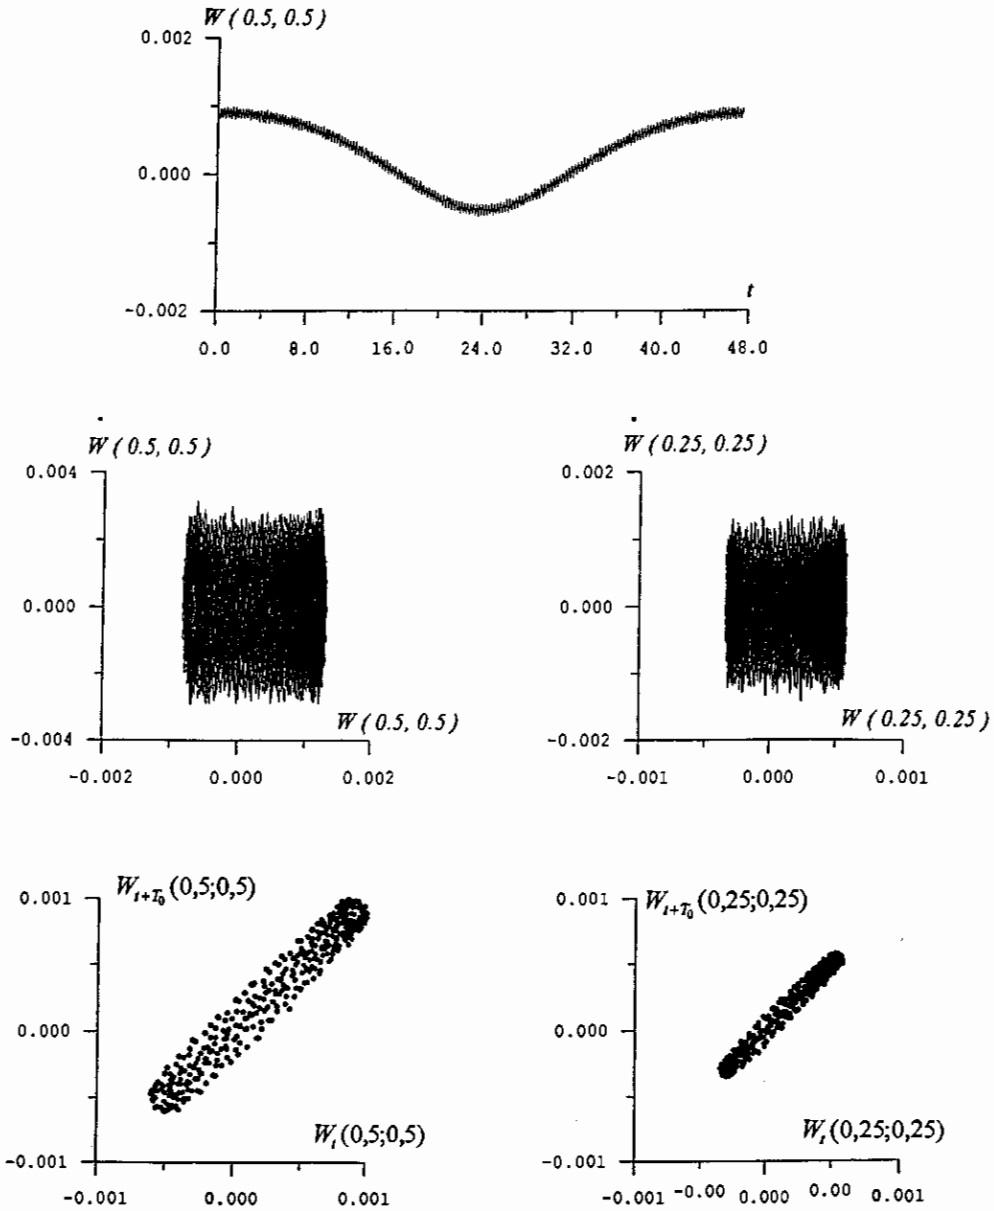 W ( 0.5, 0.5 )
0.002
0.000
-0.002
t
0.0 8.0 16.0 24.0 32.0 40.0 48.0
Ẇ ( 0.5, 0.5 )
0.004
0.000
-0.004
W ( 0.5, 0.5 )
-0.002 0.000 0.002
Ẇ ( 0.25, 0.25 )
0.002
0.000
-0.002
W ( 0.25, 0.25 )
-0.001 0.000 0.001
W_{t+T_0}(0,5;0,5)
0.001
0.000
-0.001
W_t(0,5;0,5)
-0.001 0.000 0.001
W_{t+T_0}(0,25;0,25)
0.001
0.000
-0.001
W_t(0,25;0,25)
-0.001 -0.00 0.000 0.00 0.001